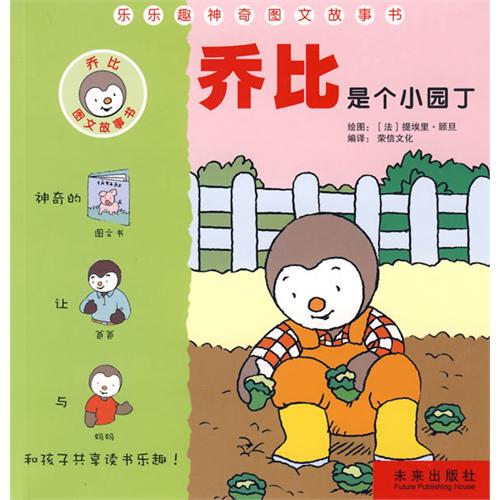 乐乐趣神奇图文故事书
乔比
图文故事书
乔比 是个小园丁
绘图：［法］提埃里·顾旦
编译：荣信文化
神奇的
图文书
让
爸爸
与
妈妈
和孩子共享读书乐趣！
未来出版社
Future Publishing House